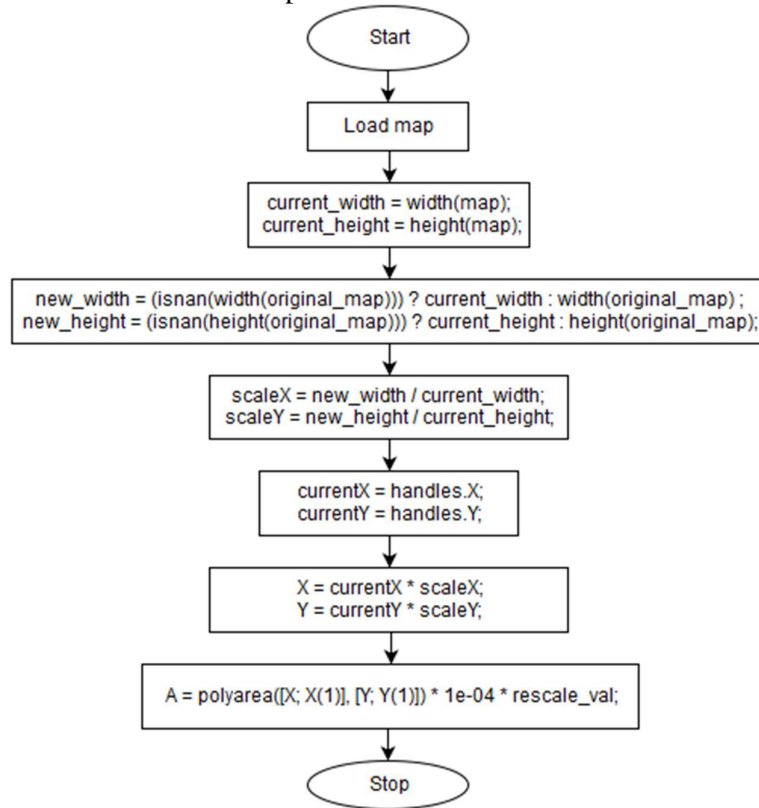 Start
Load map
current_width = width(map);
current_height = height(map);
new_width = (isnan(width(original_map))) ? current_width : width(original_map) ;
new_height = (isnan(height(original_map))) ? current_height : height(original_map);
scaleX = new_width / current_width;
scaleY = new_height / current_height;
currentX = handles.X;
currentY = handles.Y;
X = currentX * scaleX;
Y = currentY * scaleY;
A = polyarea([X; X(1)], [Y; Y(1)]) * 1e-04 * rescale_val;
Stop